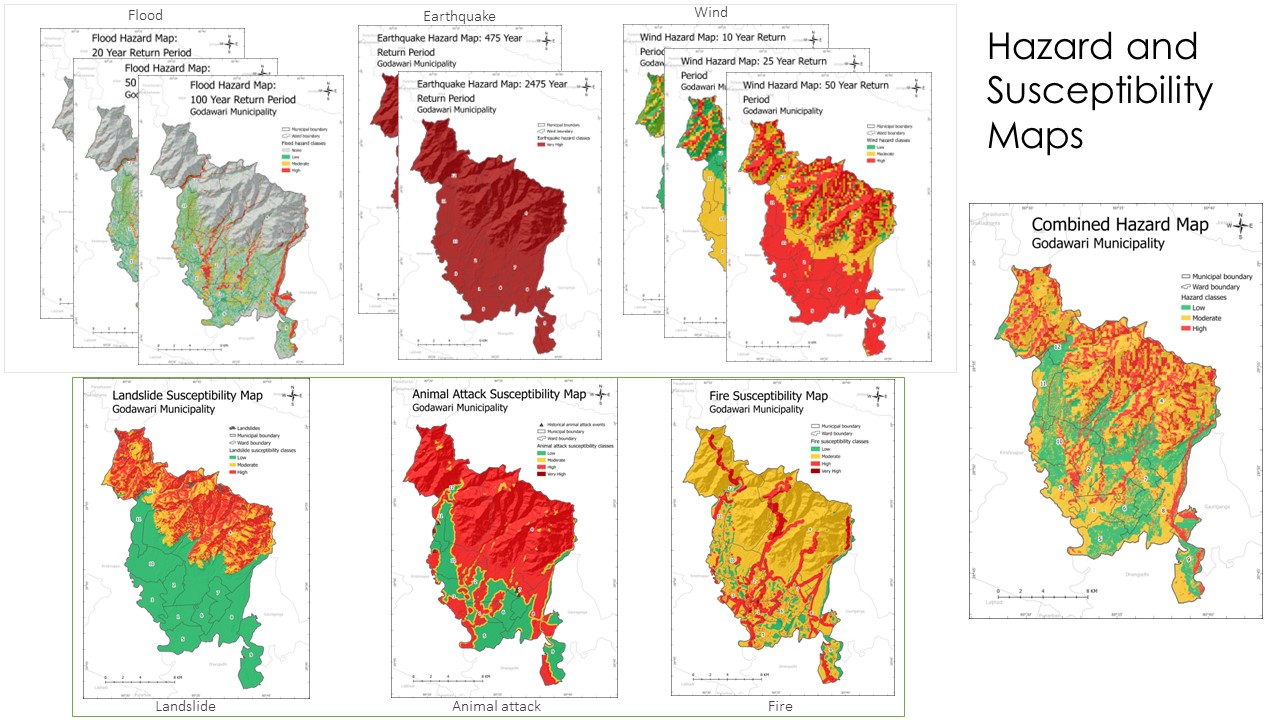 Flood
Earthquake
Wind
Hazard and
Susceptibility
Maps
Flood Hazard Map:
20 Year Return Period
Flood Hazard Map:
50
Flood Hazard Map:
100 Year Return Period
Godawari Municipality
Municipal boundary
Ward boundary
Flood hazard classes
Low
Moderate
High
Earthquake Hazard Map: 475 Year
Return Period
Godawari Municipality
Earthquake Hazard Map: 2475 Year
Return Period
Godawari Municipality
Municipal boundary
Ward boundary
Earthquake hazard classes
Very High
Wind Hazard Map: 10 Year Return
Wind Hazard Map: 25 Year Return
Period
Wind Hazard Map: 50 Year Return
Period
Godawari Municipality
Municipal boundary
Ward boundary
Wind hazard classes
Low
Moderate
High
Combined Hazard Map
Godawari Municipality
N
W E
S
Municipal boundary
Ward boundary
Hazard classes
Low
Moderate
High
0 2 4 8 KM
Landslide Susceptibility Map
Godawari Municipality
Landslides
Municipal boundary
Ward boundary
Landslide susceptibility classes
Low
Moderate
High
Animal Attack Susceptibility Map
Godawari Municipality
Historical animal attack events
Municipal boundary
Ward boundary
Animal attack susceptibility classes
Low
Moderate
High
Very High
Fire Susceptibility Map
Godawari Municipality
Municipal boundary
Ward boundary
Fire susceptibility classes
Low
Moderate
High
Very High
Landslide
Animal attack
Fire